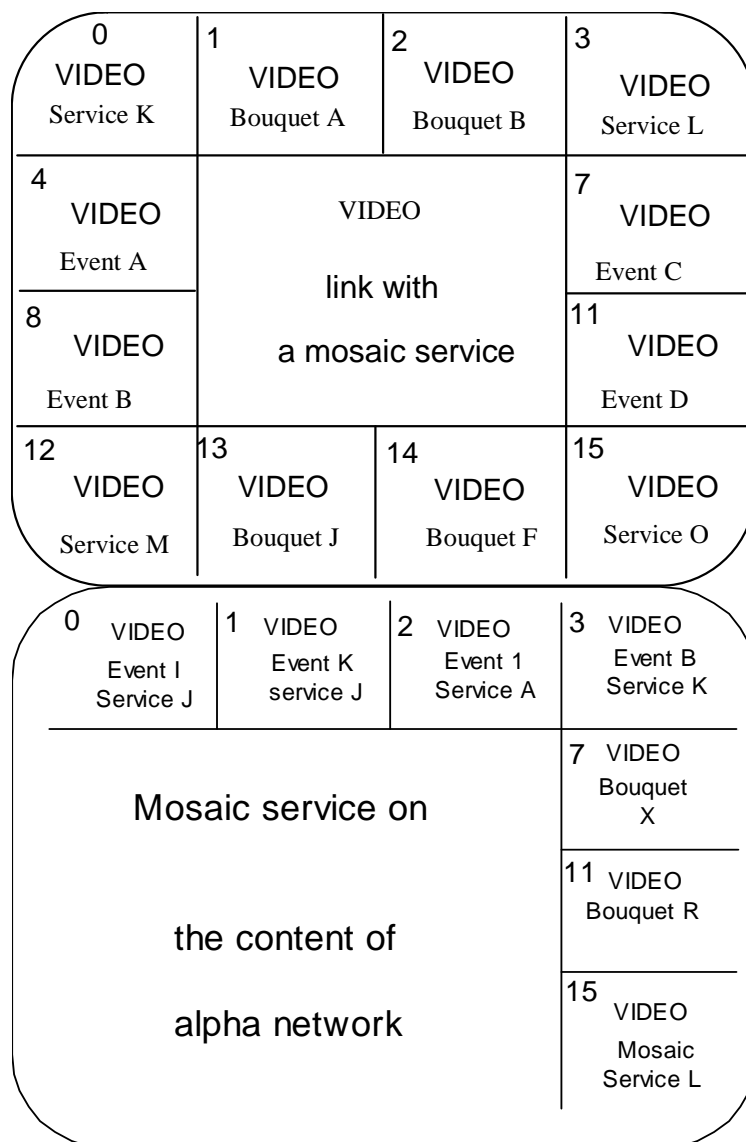 0
VIDEO
Service K
1
VIDEO
Bouquet A
2
VIDEO
Bouquet B
3
VIDEO
Service L
4
VIDEO
Event A
VIDEO
link with
a mosaic service
7
VIDEO
Event C
8
VIDEO
Event B
11
VIDEO
Event D
12
VIDEO
Service M
13
VIDEO
Bouquet J
14
VIDEO
Bouquet F
15
VIDEO
Service O
0
VIDEO
Event I
Service J
1
VIDEO
Event K
service J
2
VIDEO
Event 1
Service A
3
VIDEO
Event B
Service K
Mosaic service on
the content of
alpha network
7
VIDEO
Bouquet
X
11
VIDEO
Bouquet R
15
VIDEO
Mosaic
Service L